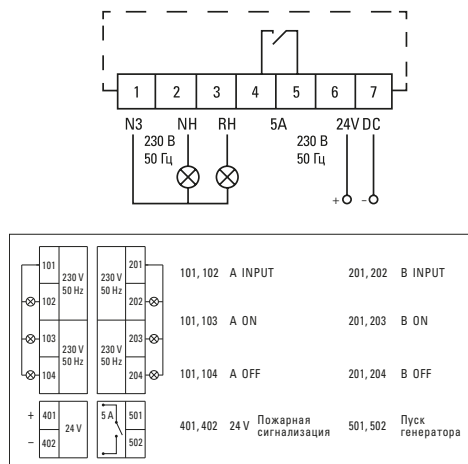 1 2 3 4 5 6 7
N3 NH RH 5A 24V DC
230 В 230 В
50 Гц 50 Гц
+ –
101 201
230 V 230 V
50 Hz 50 Hz
102 202
101, 102 A INPUT 201, 202 B INPUT
103 203
230 V 230 V
50 Hz 50 Hz
104 204
101, 103 A ON 201, 203 B ON
101, 104 A OFF 201, 204 B OFF
+ 401 5 A 501
24 V
– 402 502
401, 402 24 V Пожарная
сигнализация
501, 502 Пуск
генератора